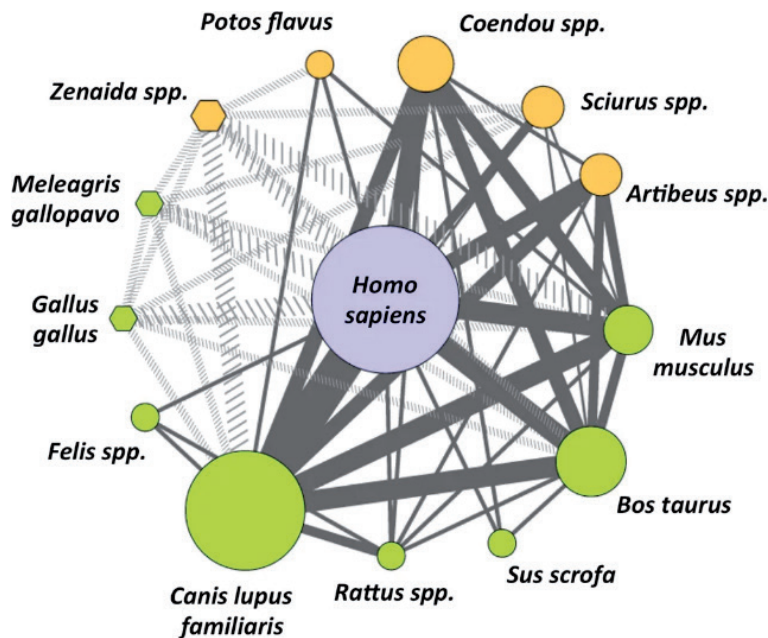 Potos flavus
Coendou spp.
Zenaida spp.
Sciurus spp.
Meleagris
gallopavo
Artibeus spp.
Homo
sapiens
Gallus
gallus
Mus
musculus
Felis spp.
Bos taurus
Canis lupus
familiaris
Rattus spp.
Sus scrofa